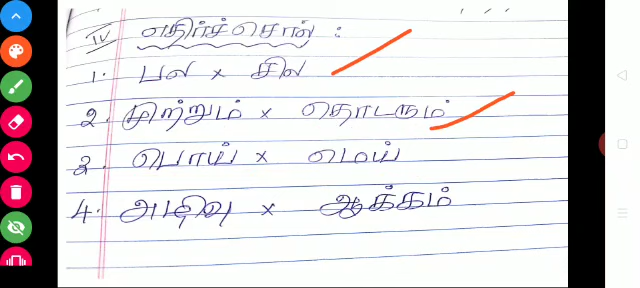 IV எதிர்ச்சொல் :
1. பல x சில
2. முற்றும் x தொடரும்
3. பொய் x மெய்
4. அழிவு x ஆக்கம்